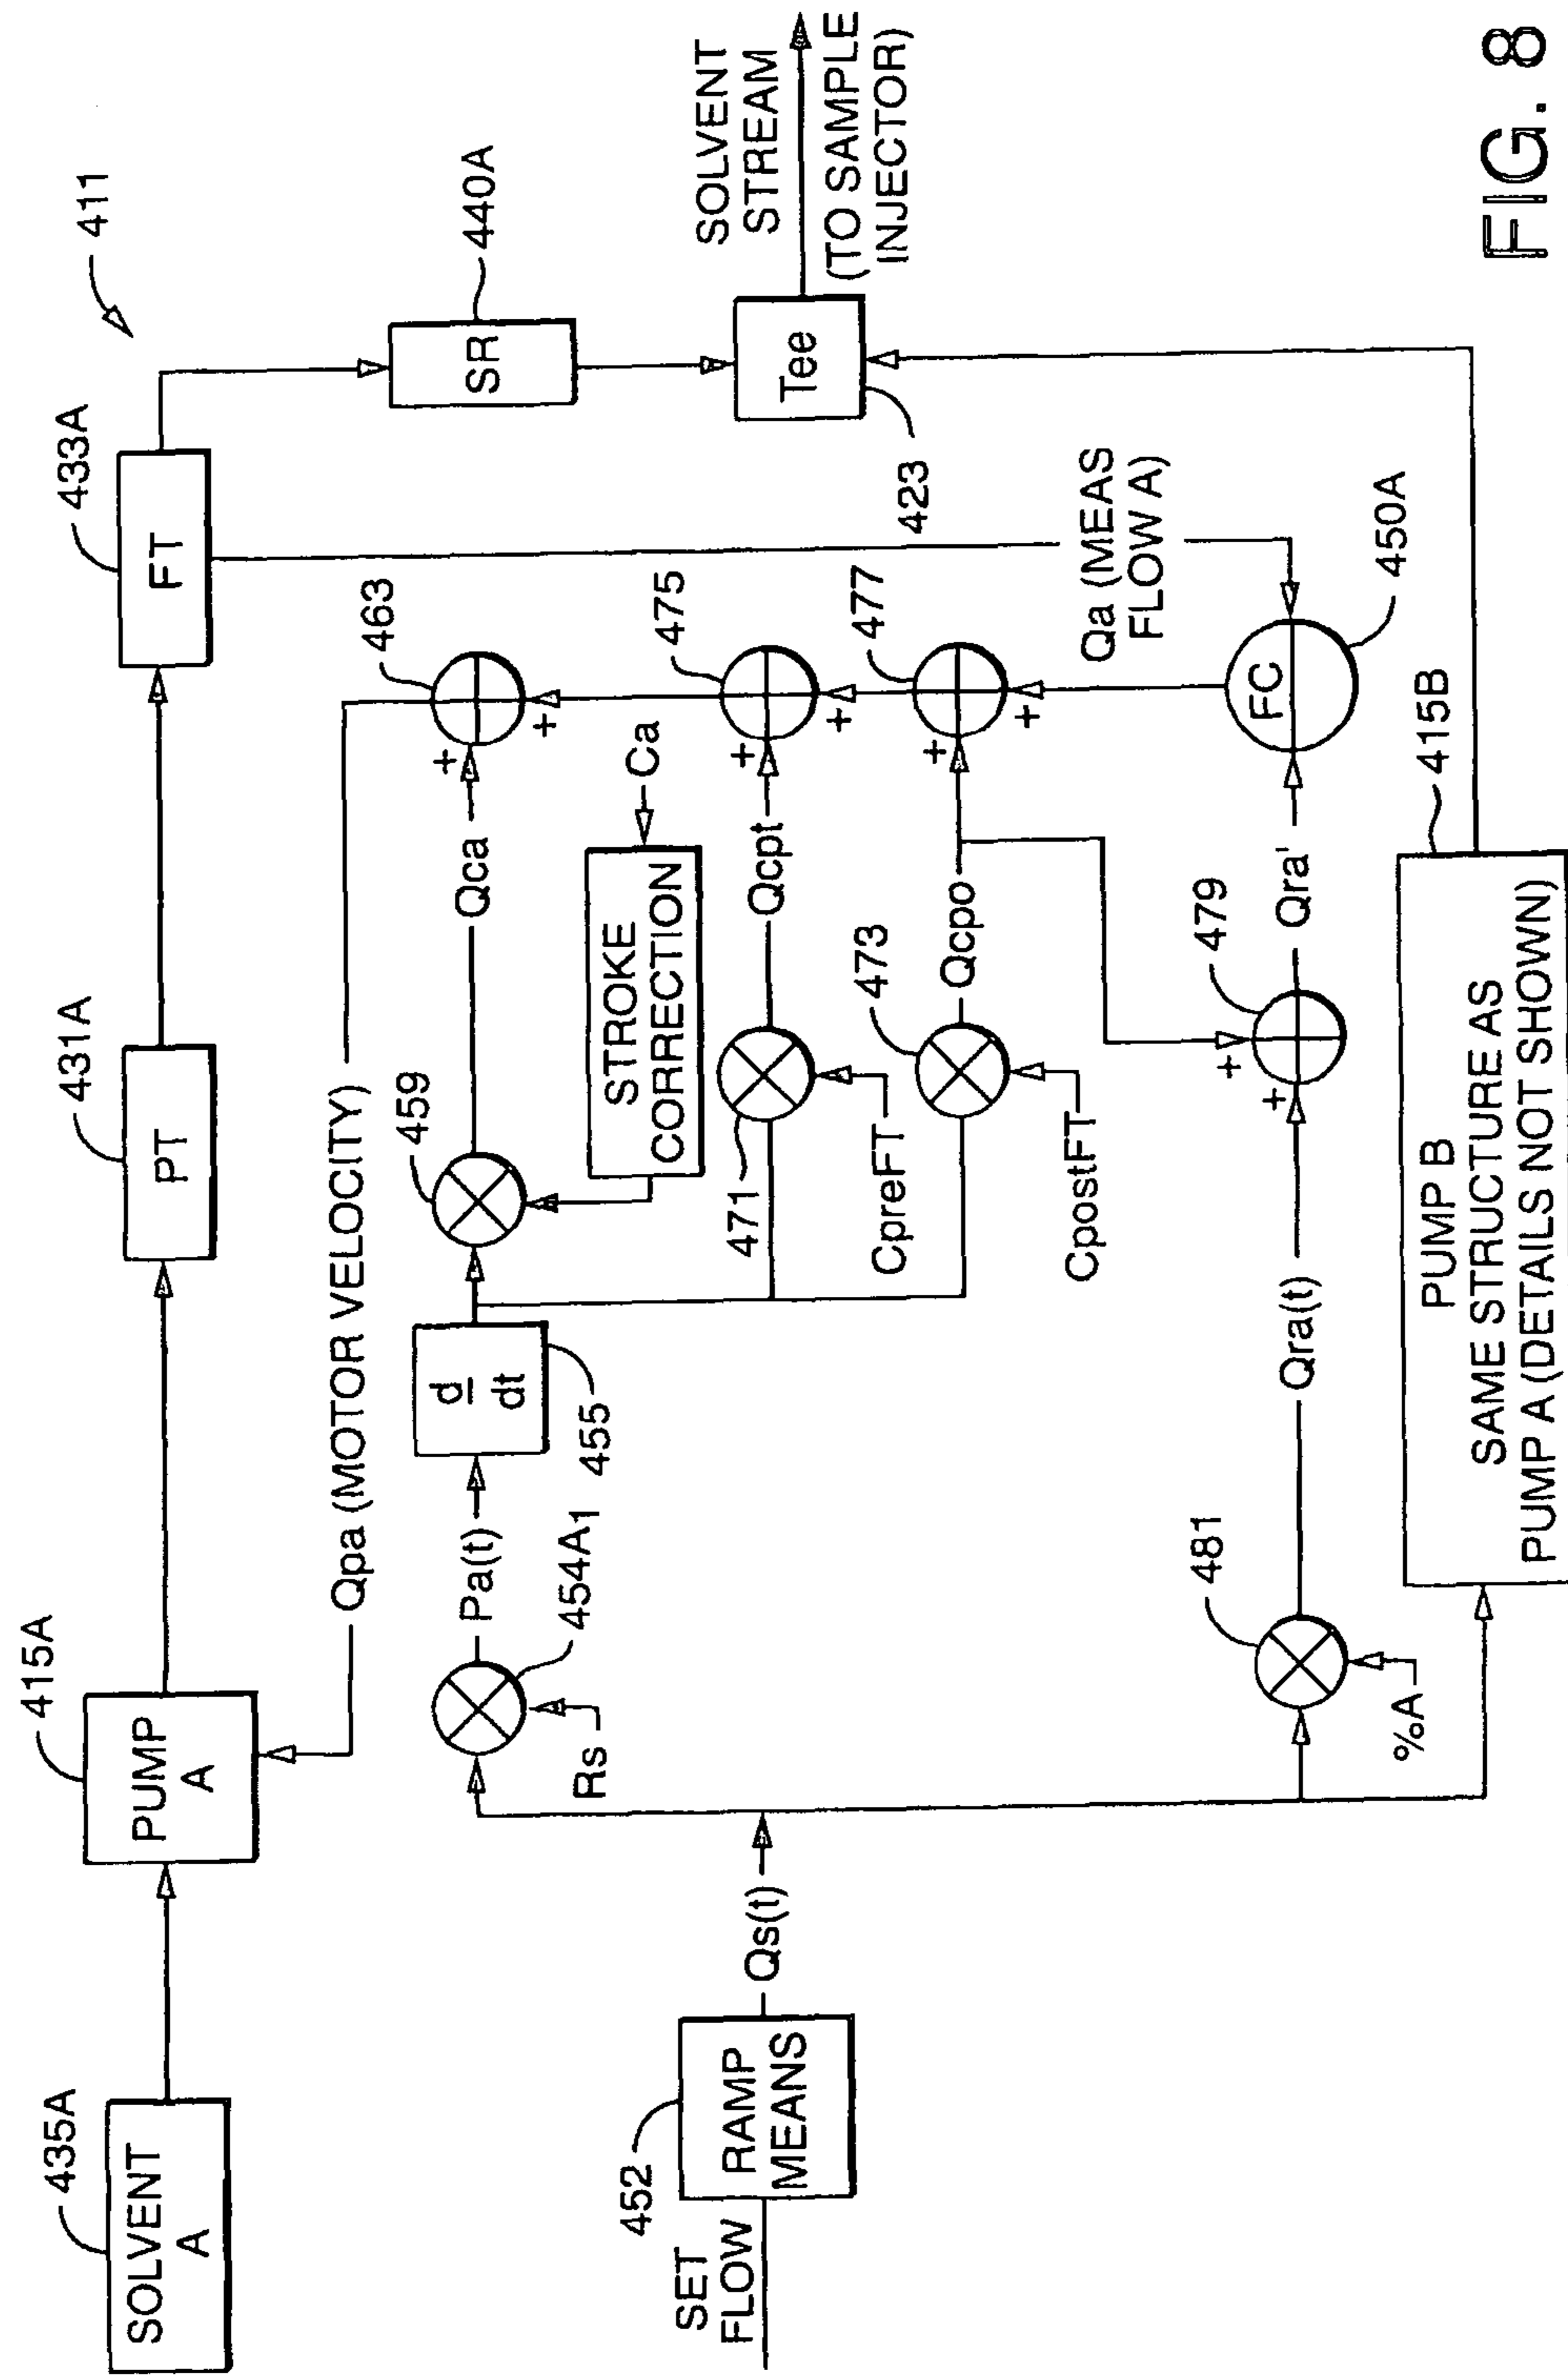 411
435A
SOLVENT
A
415A
PUMP
A
431A
PT
433A
FT
SR
440A
SOLVENT
STREAM
(TO SAMPLE
INJECTOR)
Tee
423
Qpa (MOTOR VELOCITY)
463
Rs
454A1
Pa(t)
d
dt
455
459
Qca
+
+
STROKE
CORRECTION
Ca
475
471
CpreFT
Qcpt
+
+
477
473
CpostFT
Qcpo
+
+
Qa (MEAS
FLOW A)
SET
FLOW
452
RAMP
MEANS
Qs(t)
481
%A
Qra(t)
+
+
479
Qra'
FC
450A
415B
PUMP B
SAME STRUCTURE AS
PUMP A (DETAILS NOT SHOWN)
FIG. 8